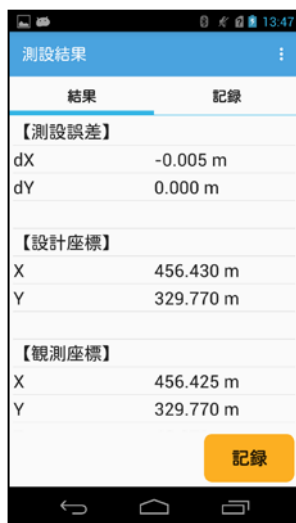 13:47
測設結果
結果 記録
【測設誤差】
dX -0.005 m
dY 0.000 m
【設計座標】
X 456.430 m
Y 329.770 m
【観測座標】
X 456.425 m
Y 329.770 m
記録